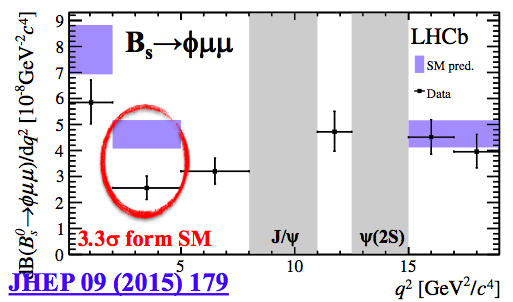 dB(B⁰ₛ→ϕμμ)/dq² [10⁻⁸GeV⁻²c⁴]
9
8
7
6
5
4
3
2
1
0
Bₛ→ϕμμ
LHCb
SM pred.
Data
3.3σ form SM
J/ψ
ψ(2S)
5
10
15
q² [GeV²/c⁴]
JHEP 09 (2015) 179